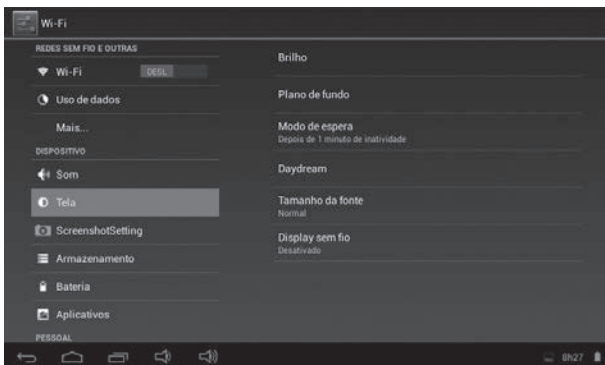 Wi-Fi
REDES SEM FIO E OUTRAS
Wi-Fi DESL.
Uso de dados
Mais...
DISPOSITIVO
Som
Tela
ScreenshotSetting
Armazenamento
Bateria
Aplicativos
PESSOAL
Brilho
Plano de fundo
Modo de espera
Depois de 1 minuto de inatividade
Daydream
Tamanho da fonte
Normal
Display sem fio
Desativado
0h27